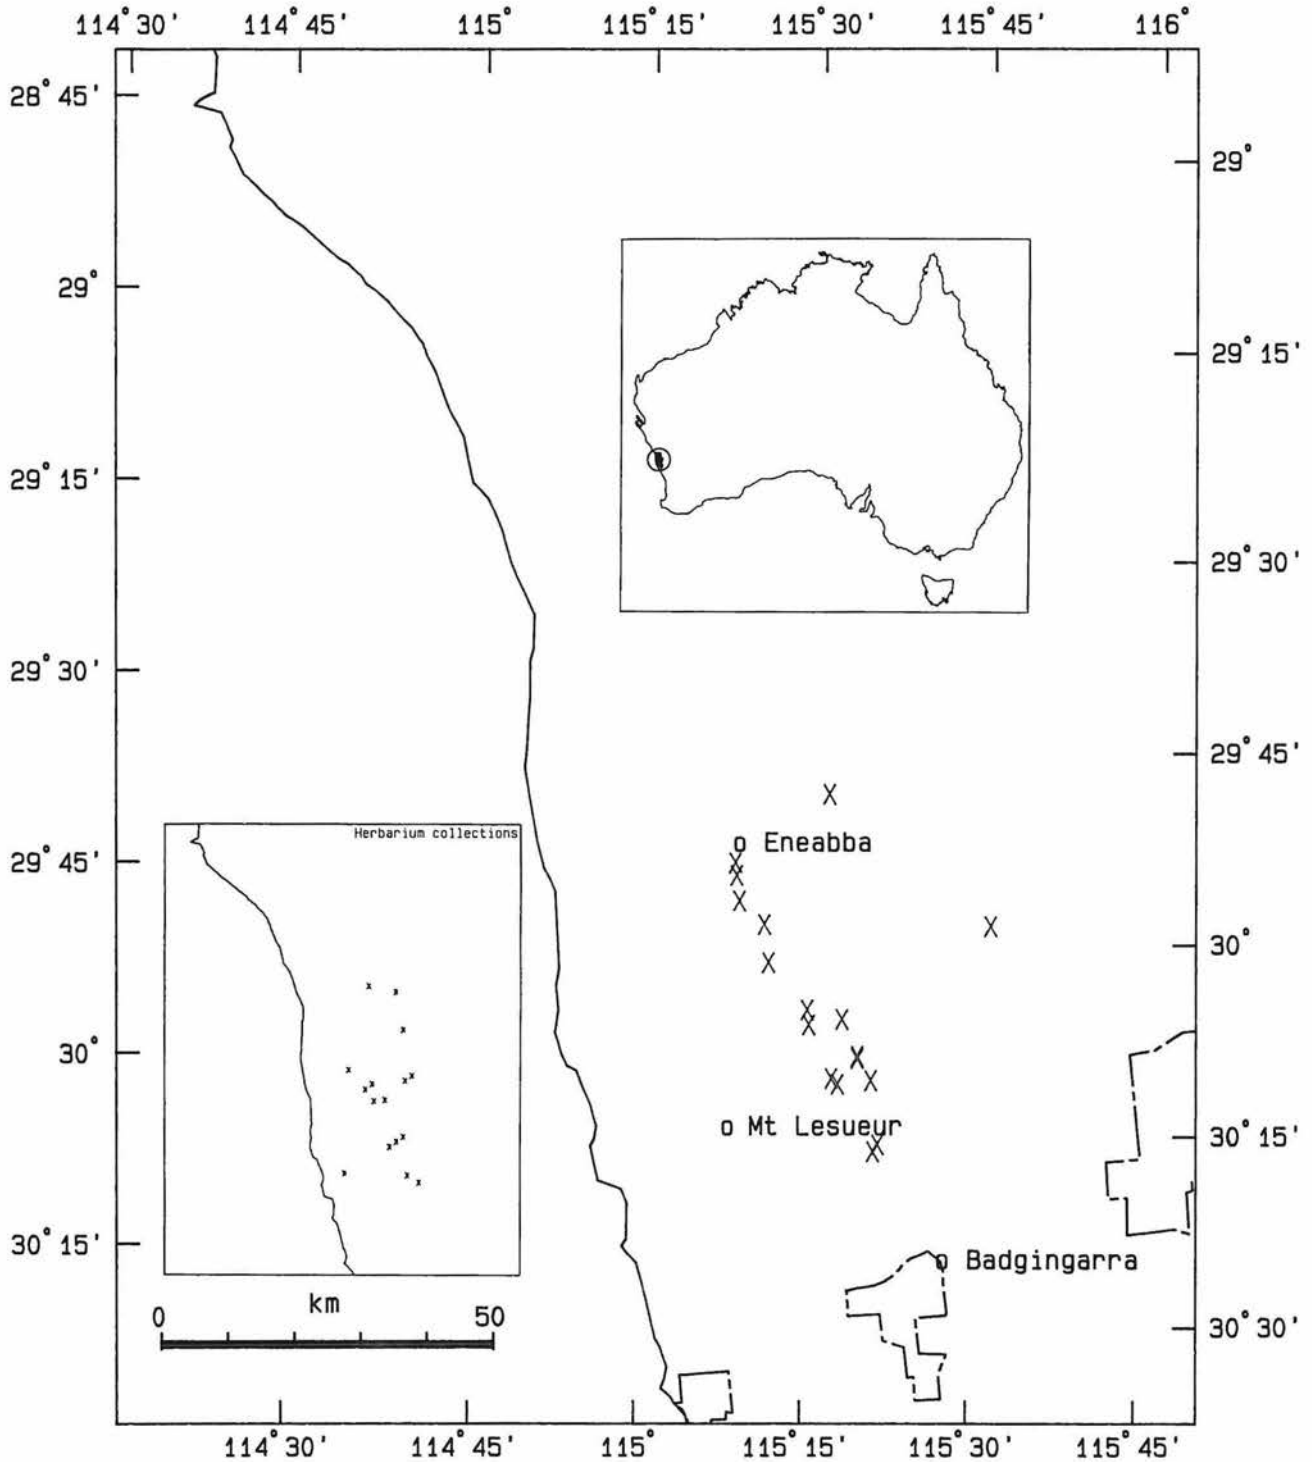 114° 30' 114° 45' 115° 115° 15' 115° 30' 115° 45' 116°
28° 45'
29°
29°
29° 15'
29° 15'
29° 30'
29° 30'
29° 45'
o Eneabba
Herbarium collections
29° 45'
30°
30°
o Mt Lesueur
30° 15'
30° 15'
o Badgingarra
0 km 50
30° 30'
114° 30' 114° 45' 115° 115° 15' 115° 30' 115° 45'